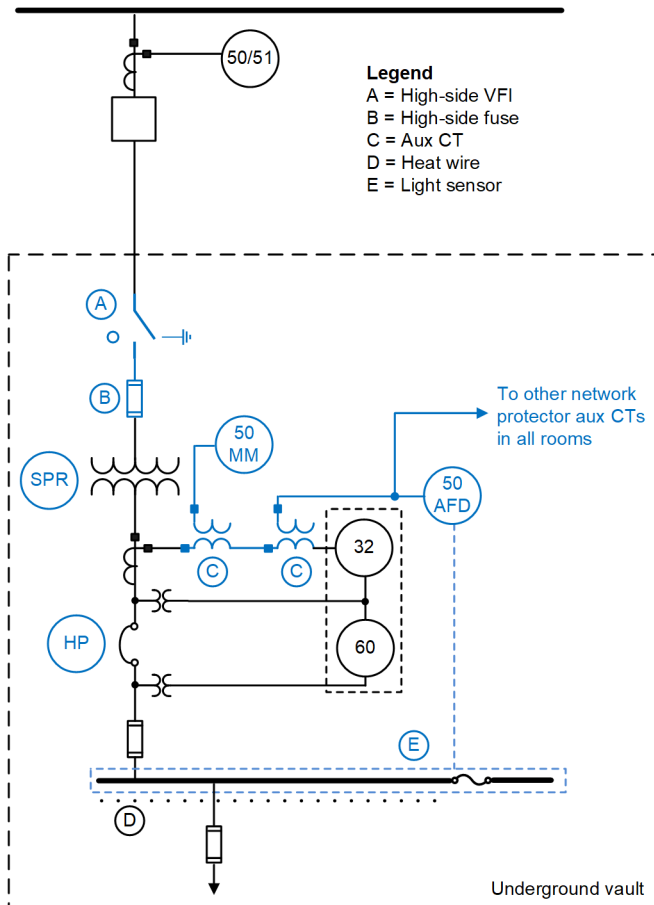 50/51
Legend
A = High-side VFI
B = High-side fuse
C = Aux CT
D = Heat wire
E = Light sensor
A
B
To other network
protector aux CTs
in all rooms
50
MM
SPR
50
AFD
32
C
C
HP
60
E
D
Underground vault